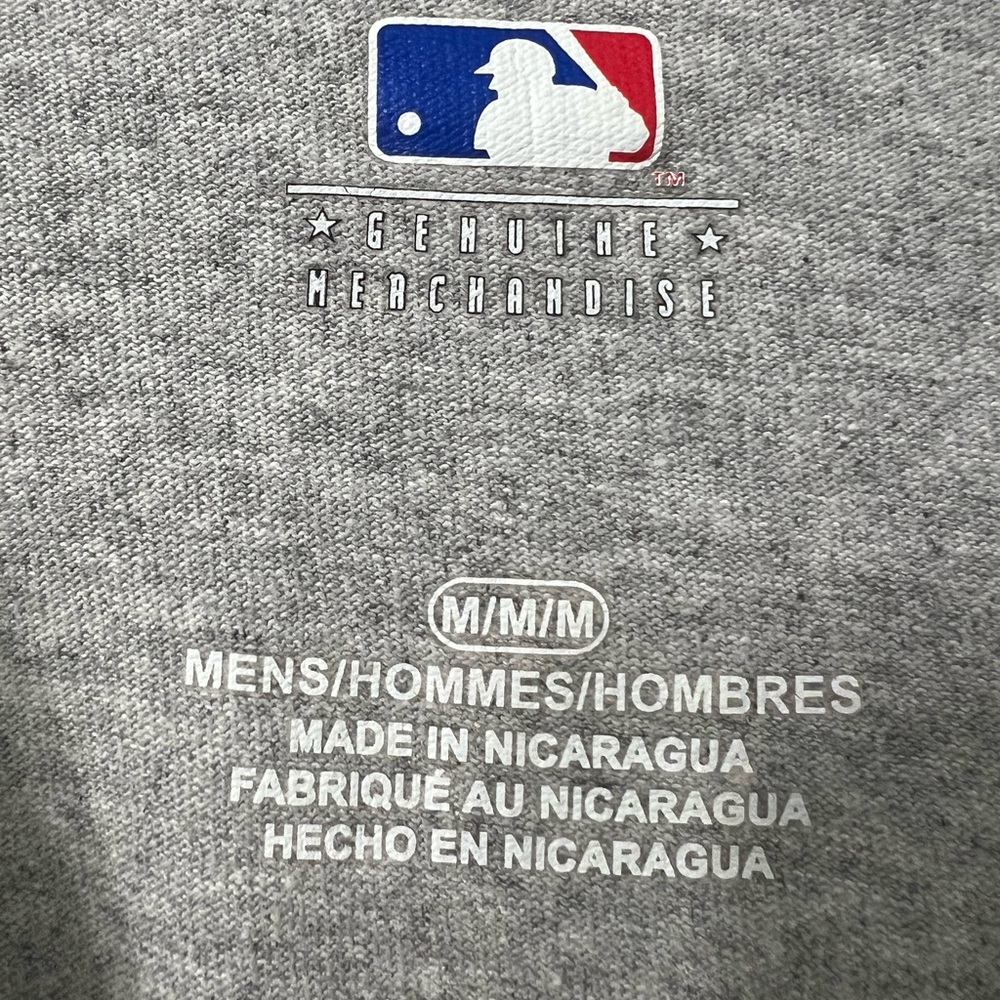 TM
★ GENUINE ★
MERCHANDISE
M/M/M
MENS/HOMMES/HOMBRES
MADE IN NICARAGUA
FABRIQUÉ AU NICARAGUA
HECHO EN NICARAGUA